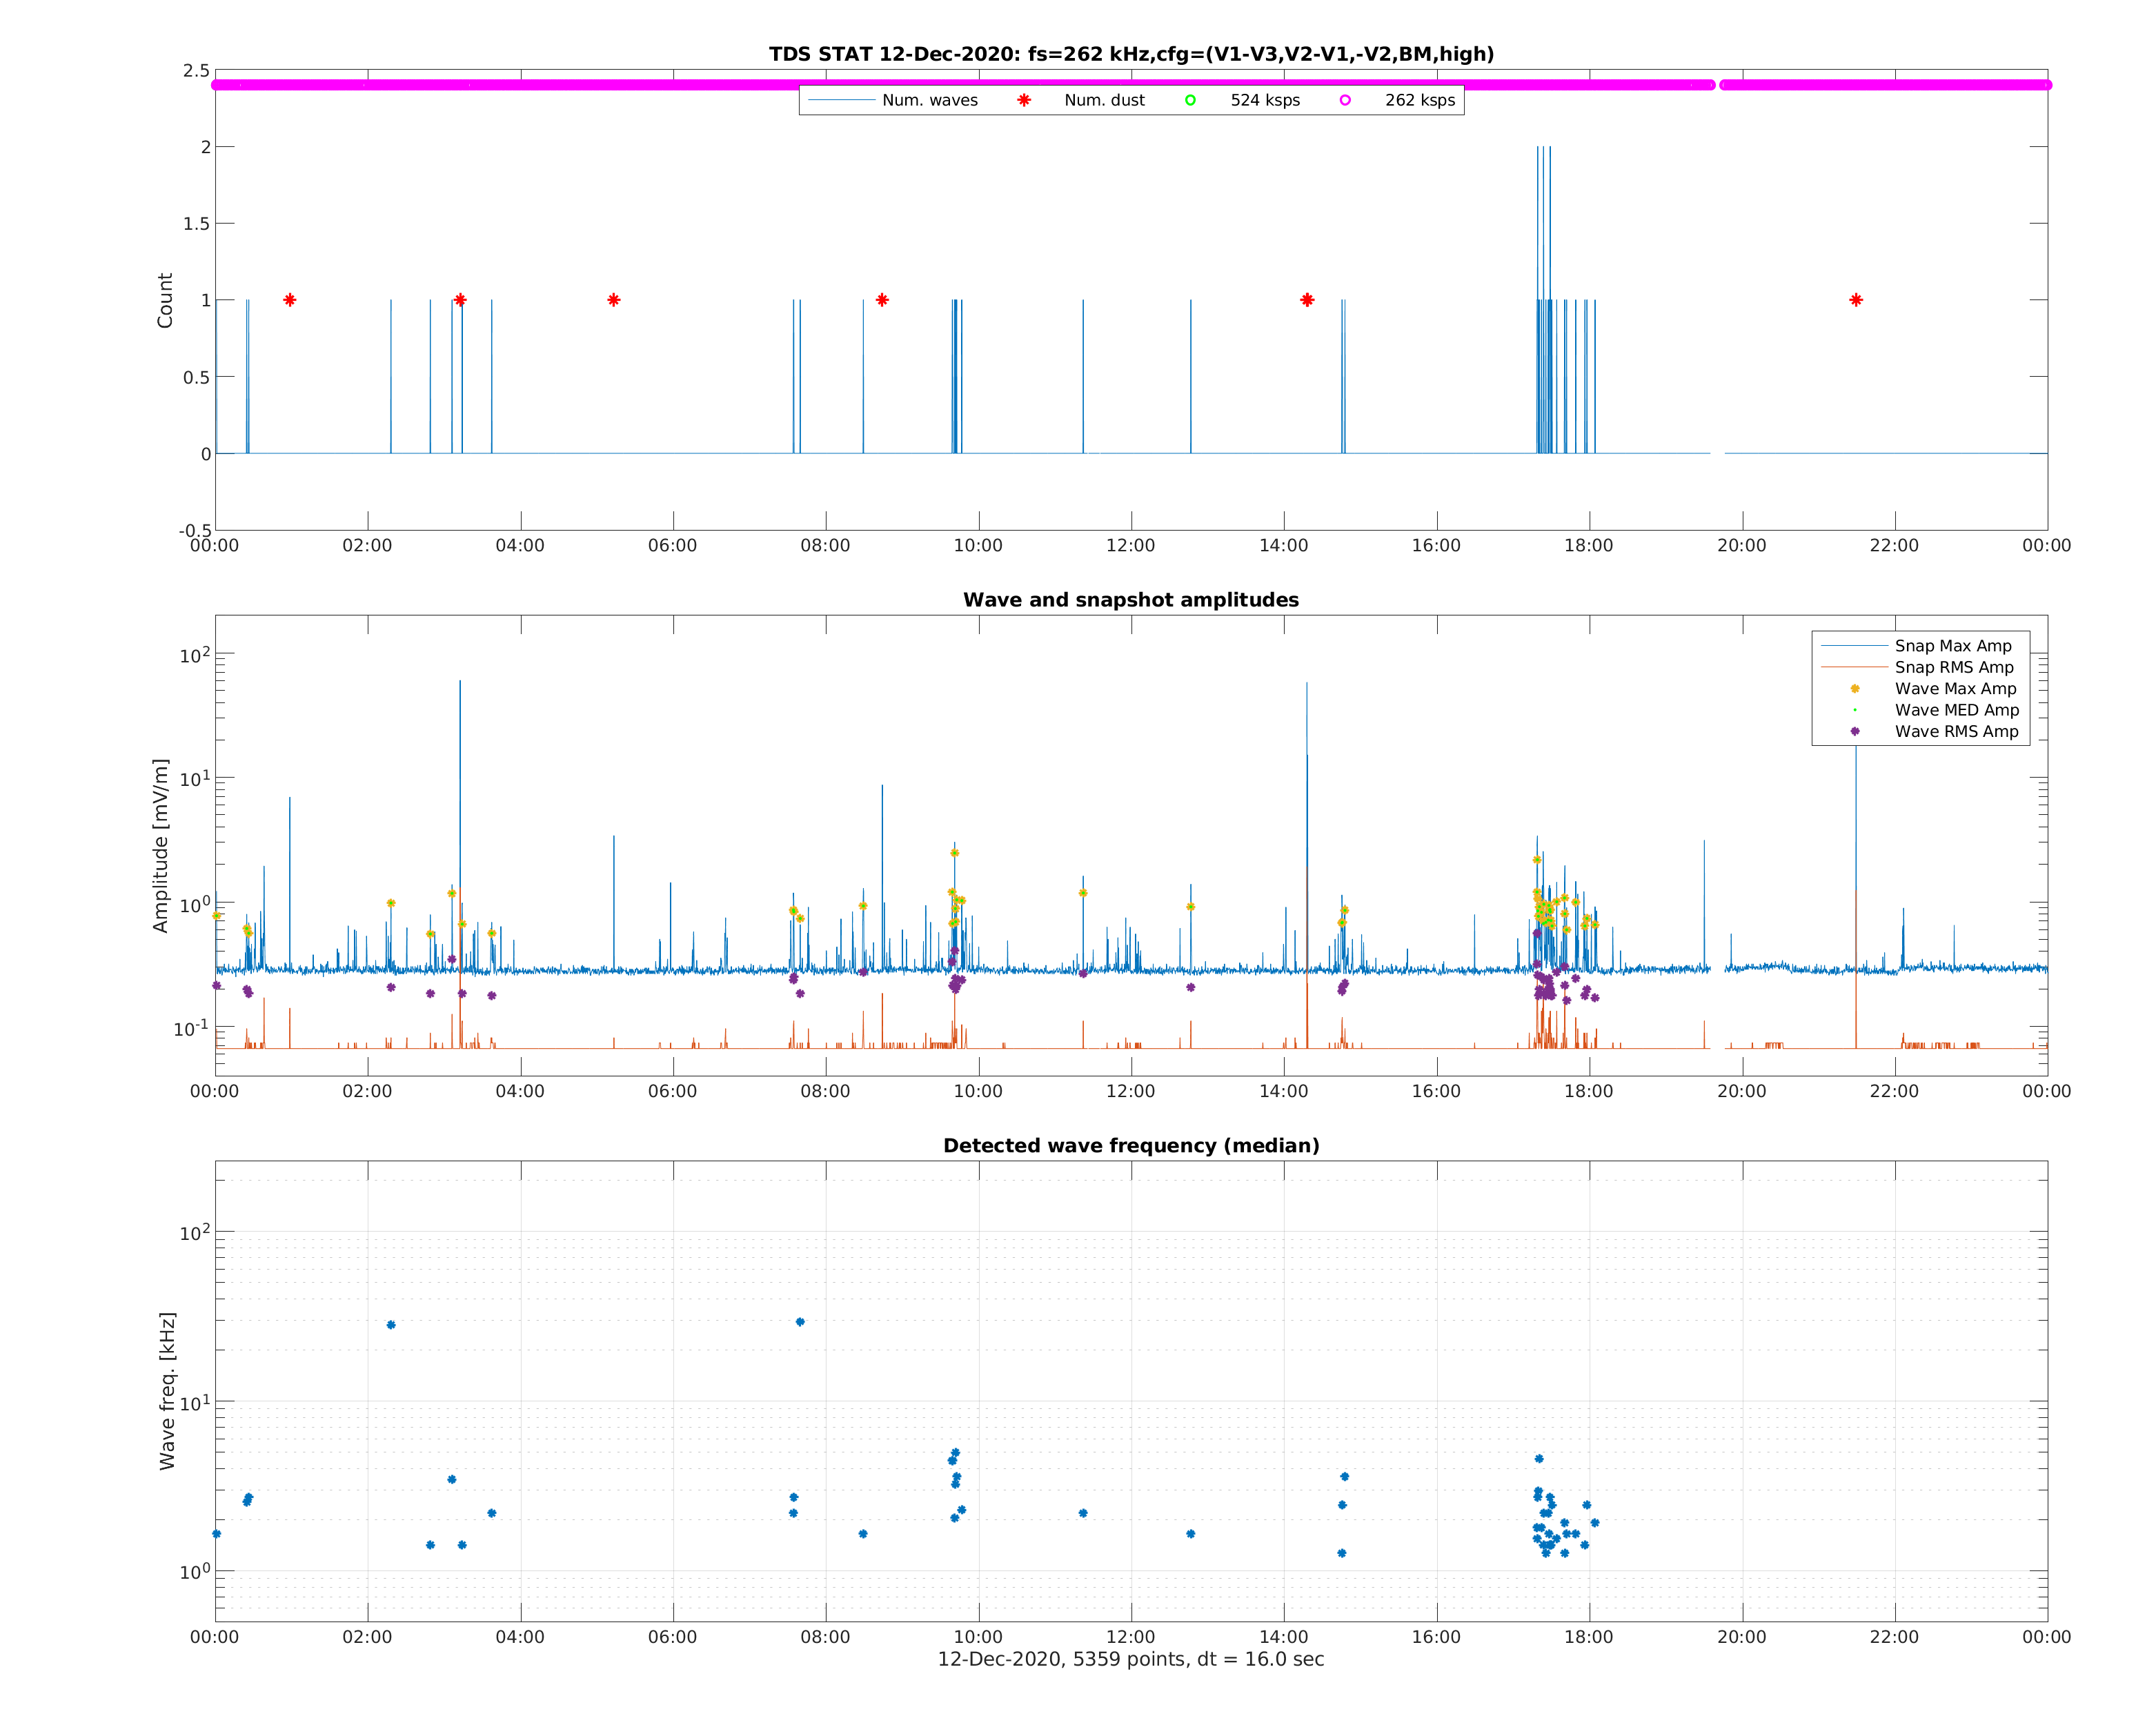 TDS STAT 12-Dec-2020: fs=262 kHz,cfg=(V1-V3,V2-V1,-V2,BM,high)
2.5
2
1.5
1
0.5
0
-0.5
Count
Num. waves Num. dust 524 ksps 262 ksps
00:00 02:00 04:00 06:00 08:00 10:00 12:00 14:00 16:00 18:00 20:00 22:00 00:00
Wave and snapshot amplitudes
10^2
10^1
10^0
10^-1
Amplitude [mV/m]
Snap Max Amp
Snap RMS Amp
Wave Max Amp
Wave MED Amp
Wave RMS Amp
00:00 02:00 04:00 06:00 08:00 10:00 12:00 14:00 16:00 18:00 20:00 22:00 00:00
Detected wave frequency (median)
10^2
10^1
10^0
Wave freq. [kHz]
00:00 02:00 04:00 06:00 08:00 10:00 12:00 14:00 16:00 18:00 20:00 22:00 00:00
12-Dec-2020, 5359 points, dt = 16.0 sec